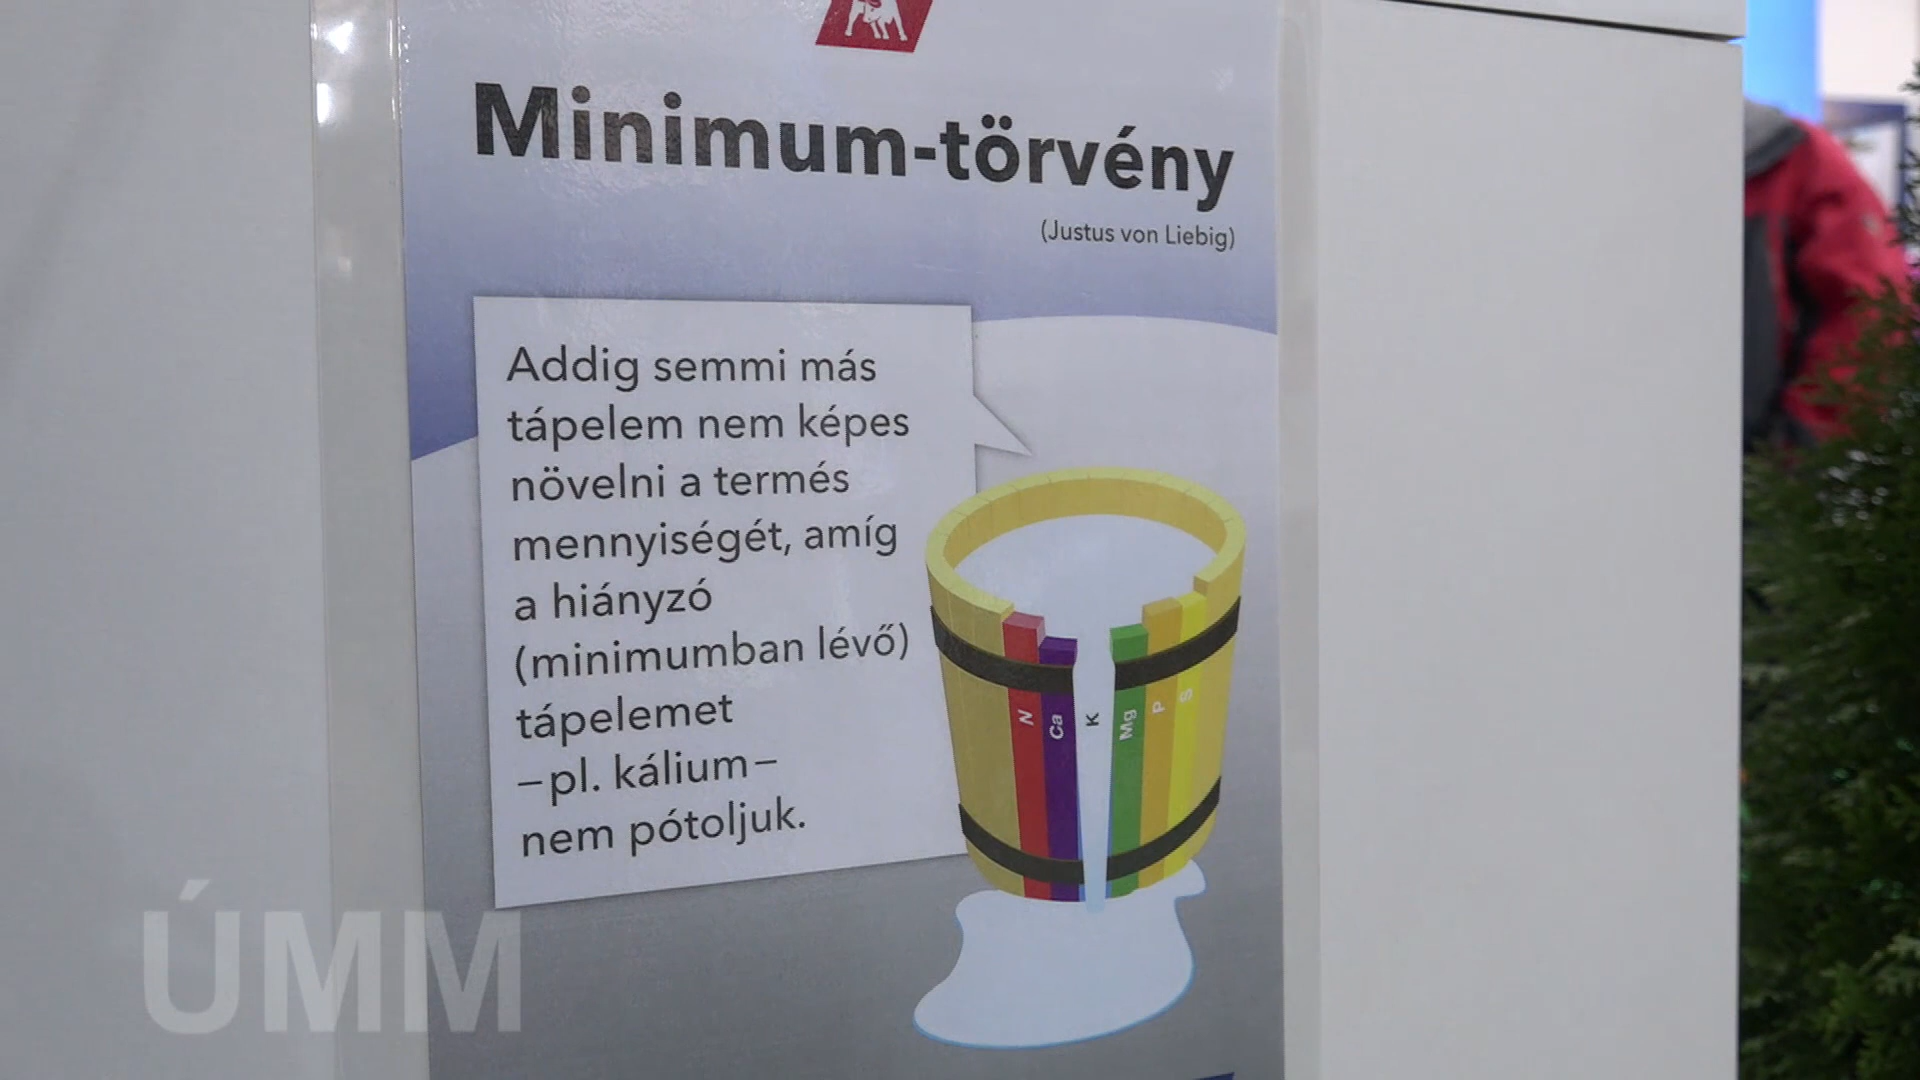 Minimum-törvény
(Justus von Liebig)
Addig semmi más
tápelem nem képes
növelni a termés
mennyiségét, amíg
a hiányzó
(minimumban lévő)
tápelemet
–pl. kálium–
nem pótoljuk.
N Ca K Mg P S
ÚMM